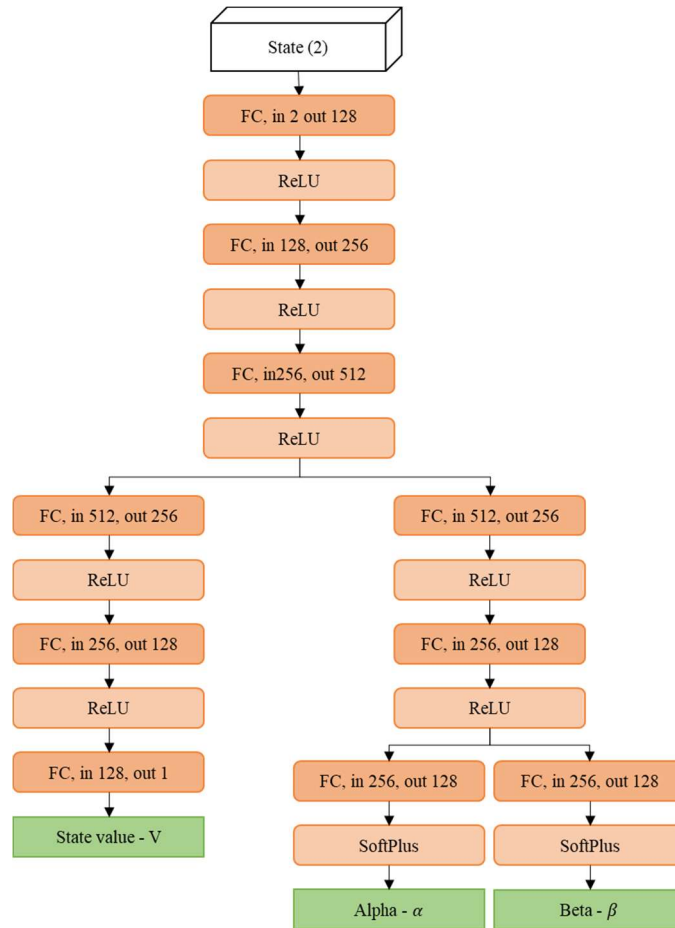 State (2)
FC, in 2 out 128
ReLU
FC, in 128, out 256
ReLU
FC, in256, out 512
ReLU
FC, in 512, out 256
ReLU
FC, in 256, out 128
ReLU
FC, in 128, out 1
State value - V
FC, in 512, out 256
ReLU
FC, in 256, out 128
ReLU
FC, in 256, out 128
SoftPlus
Alpha - α
FC, in 256, out 128
SoftPlus
Beta - β